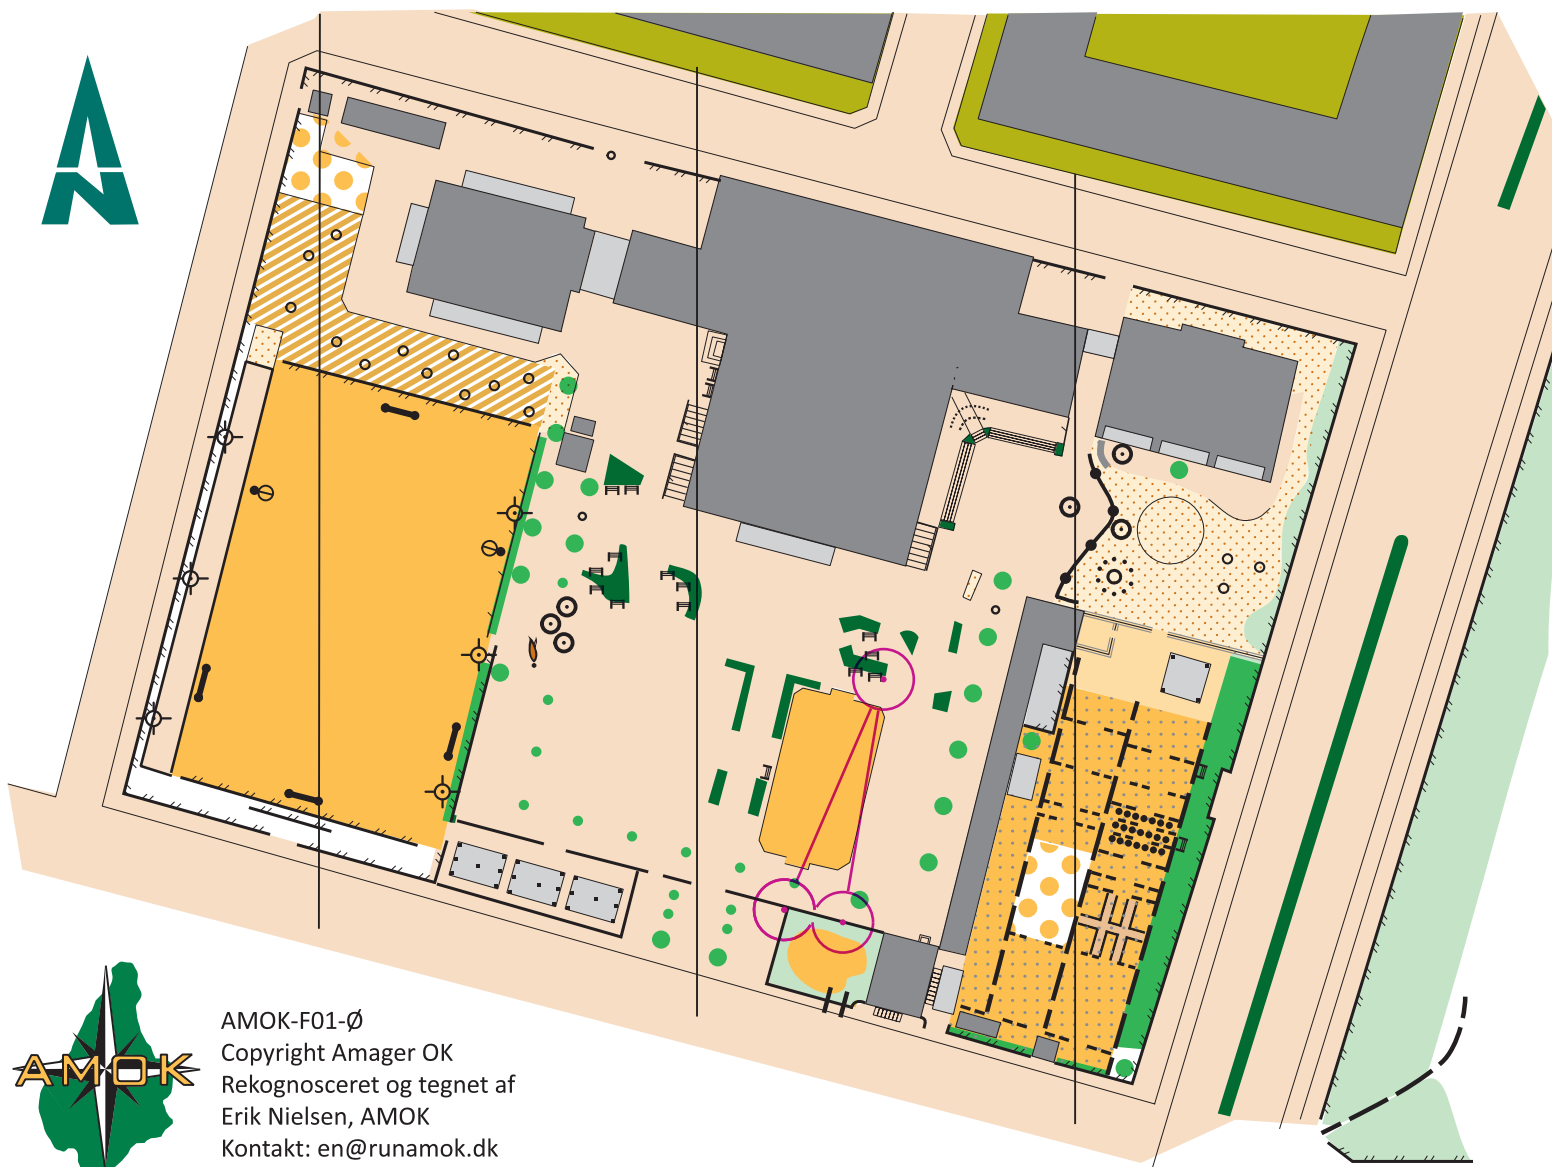 N
AMOK
AMOK-F01-Ø
Copyright Amager OK
Rekognosceret og tegnet af
Erik Nielsen, AMOK
Kontakt: en@runamok.dk